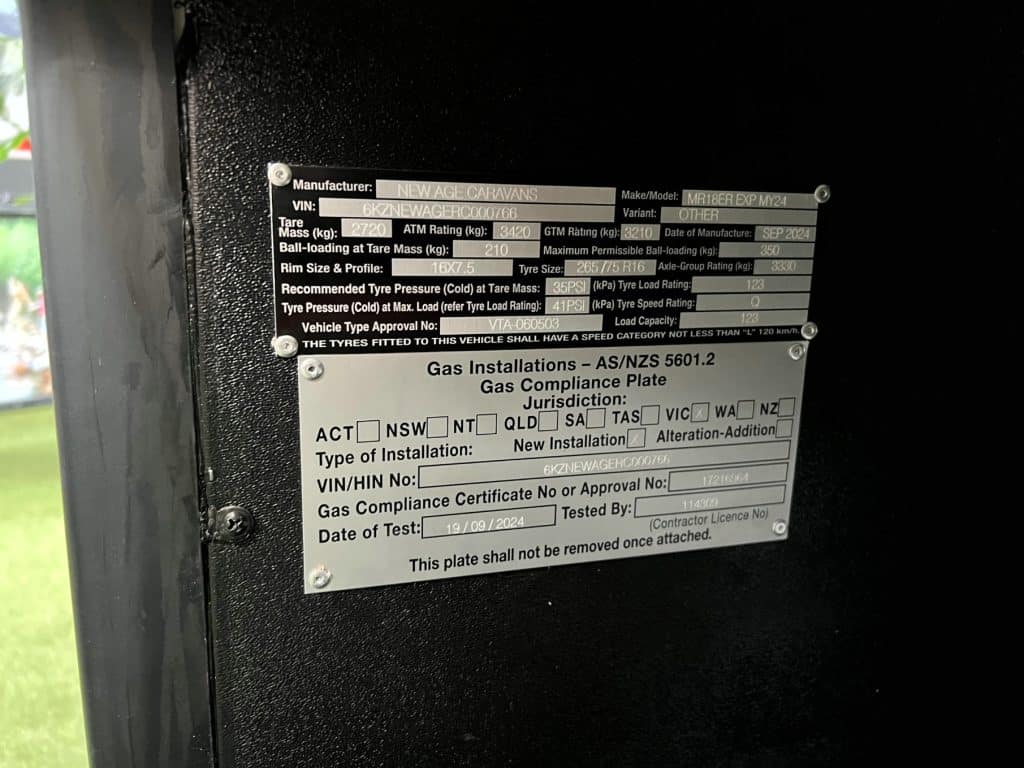 Manufacturer: NEW AGE CARAVANS Make/Model: MR18ER EXP MY24
VIN: 6KZNEWAGERC000766 Variant: OTHER
Tare Mass (kg): 2720 ATM Rating (kg): 3420 GTM Rating (kg): 3210 Date of Manufacture: SEP 2024
Ball-loading at Tare Mass (kg): 210 Maximum Permissible Ball-loading (kg): 350
Rim Size & Profile: 16X7.5 Tyre Size: 265/75 R16 Axle-Group Rating (kg): 3330
Recommended Tyre Pressure (Cold) at Tare Mass: 35PSI (kPa) Tyre Load Rating: 123
Tyre Pressure (Cold) at Max. Load (refer Tyre Load Rating): 41PSI (kPa) Tyre Speed Rating: Q
Vehicle Type Approval No: VTA-060503 Load Capacity: 123
THE TYRES FITTED TO THIS VEHICLE SHALL HAVE A SPEED CATEGORY NOT LESS THAN "L" 120 km/h.
Gas Installations – AS/NZS 5601.2
Gas Compliance Plate
Jurisdiction:
ACT NSW NT QLD SA TAS VIC WA NZ
Type of Installation: New Installation Alteration-Addition
VIN/HIN No: 6KZNEWAGERC000766
Gas Compliance Certificate No or Approval No: 17216964
Date of Test: 19/09/2024 Tested By: 114309
(Contractor Licence No)
This plate shall not be removed once attached.